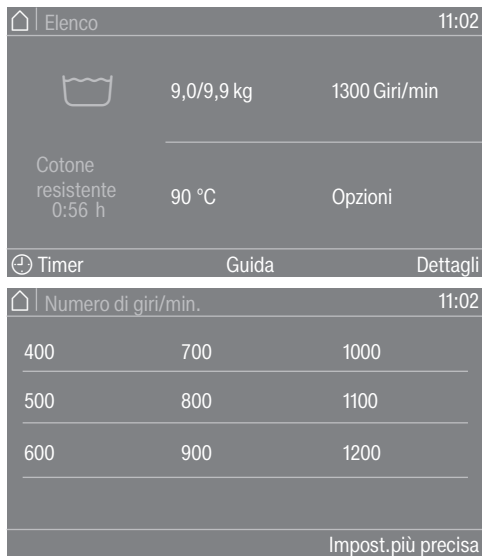 Elenco 11:02
9,0/9,9 kg 1300 Giri/min
Cotone
resistente
0:56 h
90 °C Opzioni
Timer Guida Dettagli
Numero di giri/min. 11:02
400 700 1000
500 800 1100
600 900 1200
Impost.più precisa